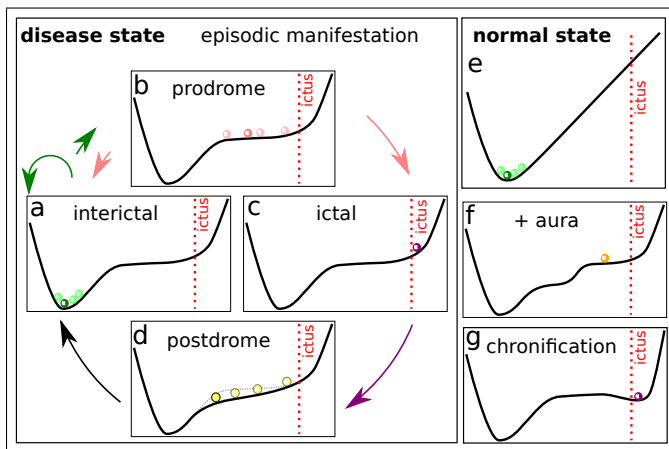 disease state episodic manifestation
b prodrome
ictus
a interictal
ictus
c ictal
ictus
d postdrome
ictus
normal state
e
ictus
f + aura
ictus
g chronification
ictus